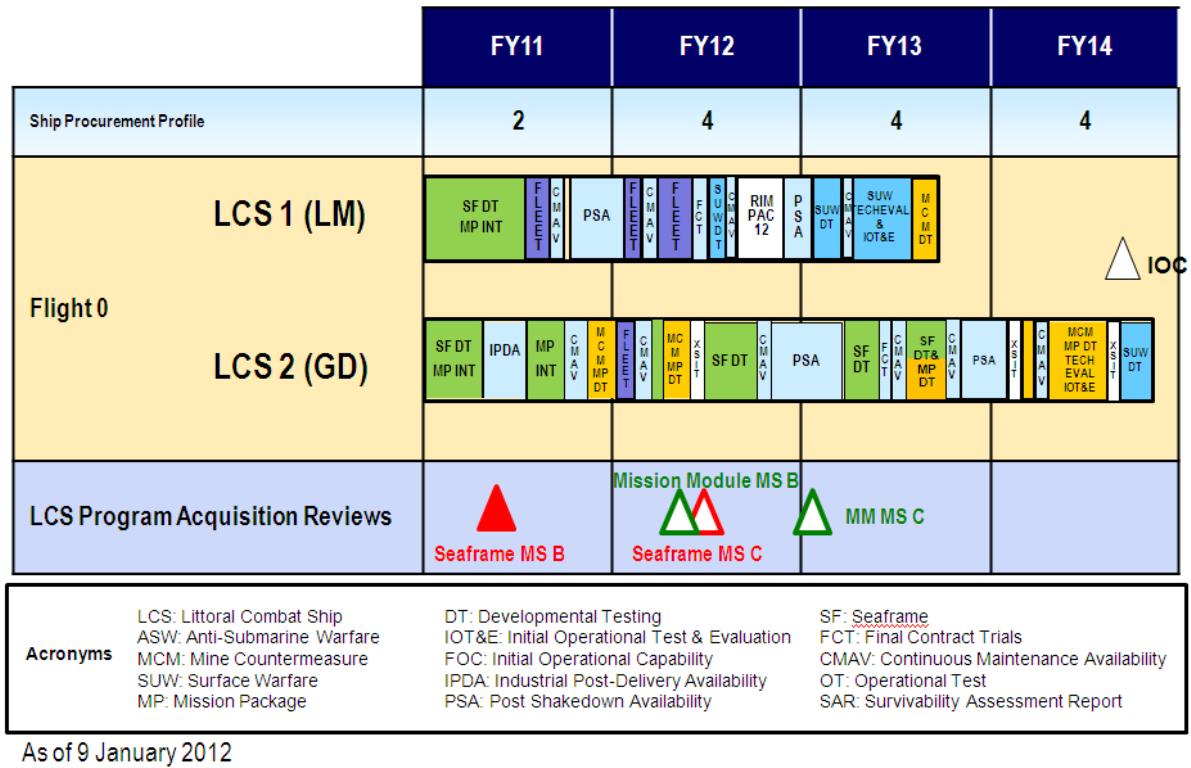 FY11 FY12 FY13 FY14
Ship Procurement Profile 2 4 4 4
LCS 1 (LM)
SF DT
MP INT
FLEET
CMAV
PSA
FLEET
CMAV
FLEET
FCT
SUW DT
CMAV
RIM
PAC
12
PSA
SUW
DT
CMAV
SUW
TECHEVAL
&
IOT&E
MCM DT
IOC
Flight 0
LCS 2 (GD)
SF DT
MP INT
IPDA
MP
INT
CMAV
MCM MP DT
FLEET
CMAV
MCM MP DT
XSIT
SF DT
CMAV
PSA
SF
DT
FCT
CMAV
SF
DT&
MP
DT
CMAV
PSA
XSIT
CMAV
MCM
MP DT
TECH
EVAL
IOT&E
XSIT
SUW
DT
LCS Program Acquisition Reviews
Mission Module MS B
MM MS C
Seaframe MS B
Seaframe MS C
Acronyms
LCS: Littoral Combat Ship
ASW: Anti-Submarine Warfare
MCM: Mine Countermeasure
SUW: Surface Warfare
MP: Mission Package
DT: Developmental Testing
IOT&E: Initial Operational Test & Evaluation
FOC: Initial Operational Capability
IPDA: Industrial Post-Delivery Availability
PSA: Post Shakedown Availability
SF: Seaframe
FCT: Final Contract Trials
CMAV: Continuous Maintenance Availability
OT: Operational Test
SAR: Survivability Assessment Report
As of 9 January 2012